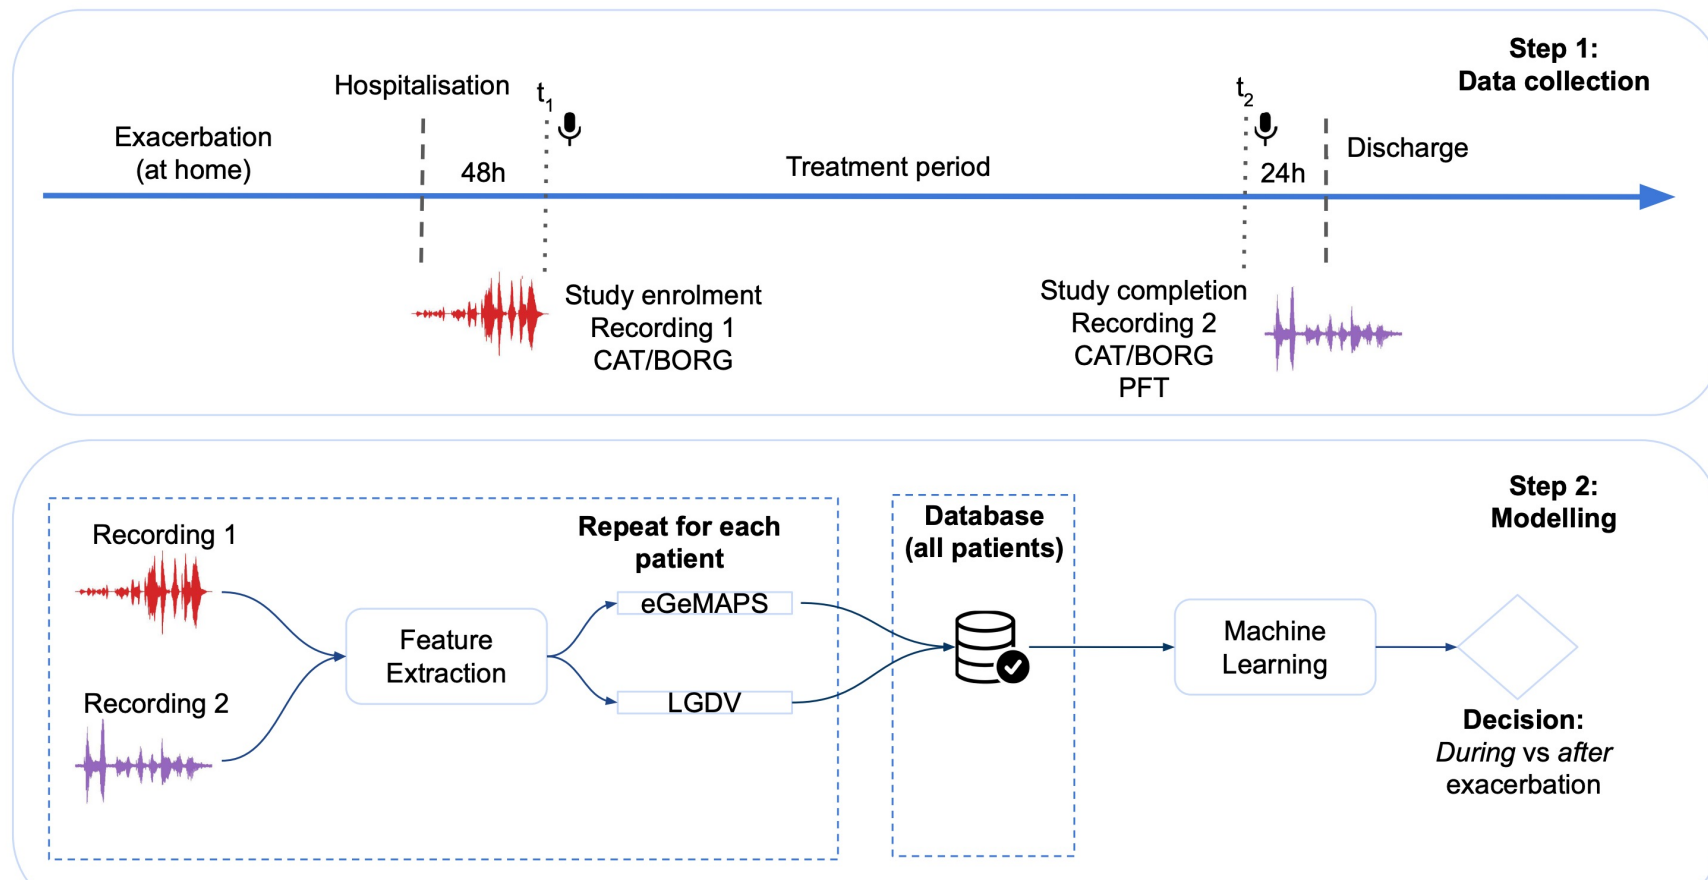 Step 1:
Data collection
Hospitalisation
t1
t2
Exacerbation
(at home)
48h
Treatment period
24h
Discharge
Study enrolment
Recording 1
CAT/BORG
Study completion
Recording 2
CAT/BORG
PFT
Step 2:
Modelling
Recording 1
Recording 2
Feature
Extraction
Repeat for each
patient
eGeMAPS
LGDV
Database
(all patients)
Machine
Learning
Decision:
During vs after
exacerbation